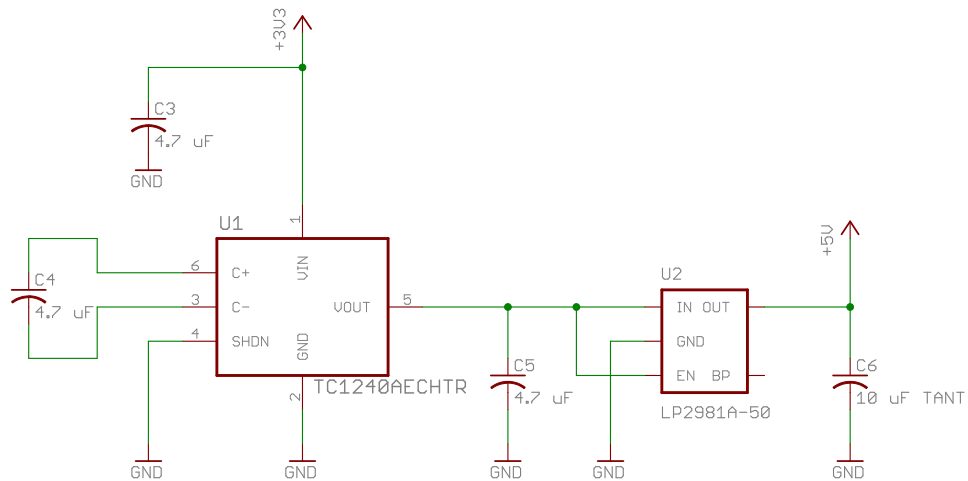 +3V3
C3
4.7 uF
GND
U1
1
VIN
6
C+
C4
4.7 uF
3
C-
4
SHDN
VOUT
5
GND
2
TC1240AECHTR
GND
GND
C5
4.7 uF
GND
U2
IN OUT
GND
EN BP
LP2981A-50
GND
+5V
C6
10 uF TANT
GND